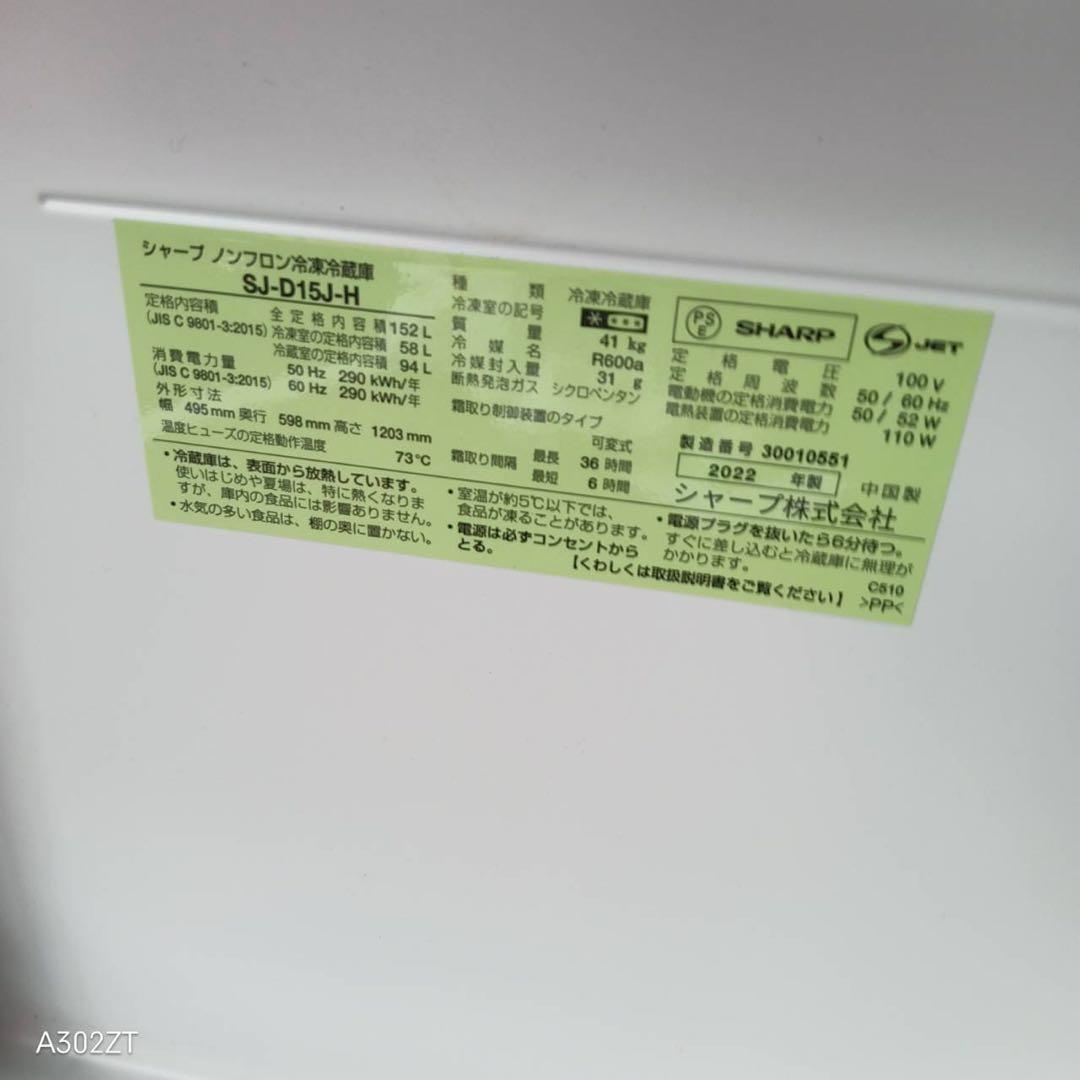 シャープ ノンフロン冷凍冷蔵庫
SJ-D15J-H
定格内容積
(JIS C 9801-3:2015)
全定格内容積 152 L
冷凍室の定格内容積 58 L
冷蔵室の定格内容積 94 L
消費電力量
(JIS C 9801-3:2015)
50 Hz 290 kWh/年
60 Hz 290 kWh/年
外形寸法
幅 495 mm 奥行 598 mm 高さ 1203 mm
温度ヒューズの定格動作温度 73℃
種類 冷凍冷蔵庫
冷凍室の記号
質量 41 kg
冷媒名 R600a
冷媒封入量 31 g
断熱発泡ガス シクロペンタン
霜取り制御装置のタイプ
可変式
霜取り間隔 最長 36 時間
最短 6 時間
PS
E
SHARP
JET
定格電圧 100 V
定格周波数 50 / 60 Hz
電動機の定格消費電力 50 / 52 W
電熱装置の定格消費電力 110 W
製造番号 30010551
2022 年製
中国製
シャープ株式会社
・冷蔵庫は、表面から放熱しています。
使いはじめや夏場は、特に熱くなりま
すが、庫内の食品には影響ありません。
・水気の多い食品は、棚の奥に置かない。
・室温が約5℃以下では、
食品が凍ることがあります。
・電源は必ずコンセントから
とる。
・電源プラグを抜いたら6分待つ。
すぐに差し込むと冷蔵庫に無理が
かかります。
【くわしくは取扱説明書をご覧ください】
C510
>PP<
A302ZT